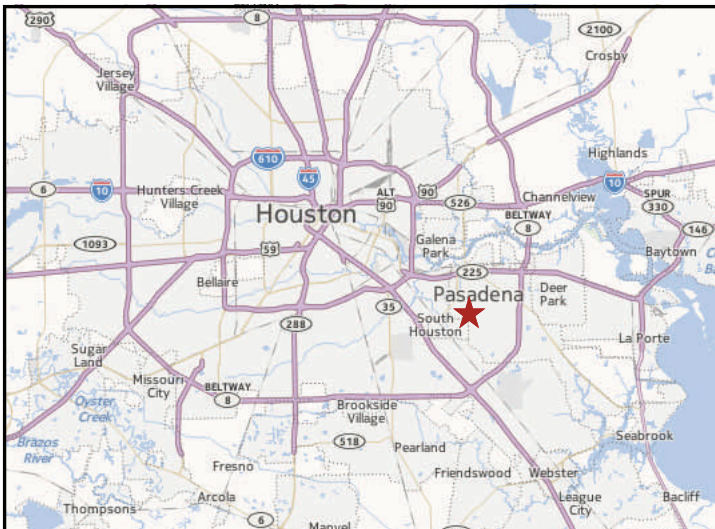 290
8
2100
Crosby
Jersey
Village
610
45
Highlands
6
10
Hunters Creek
Village
ALT
90
90
526
Channelview
10
SPUR
330
Houston
BELTWAY
8
146
1093
59
Galena
Park
Baytown
225
Bellaire
Pasadena
Deer
Park
35
288
South
Houston
La Porte
Sugar
Land
Missouri
City
BELTWAY
8
Oyster
Creek
Brookside
Village
Brazos
River
518
Pearland
Seabrook
Fresno
Friendswood
Webster
Arcola
League
City
Bacliff
Thompsons
6
Manvel